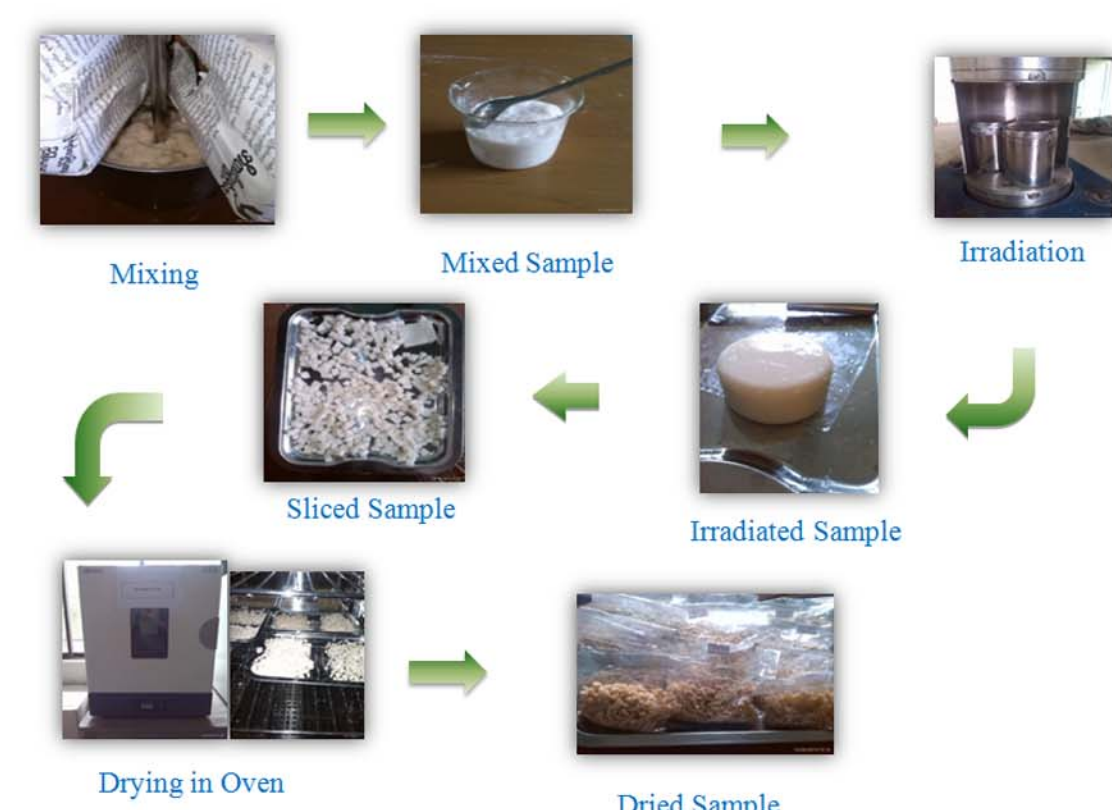 Mixing
Mixed Sample
Irradiation
Sliced Sample
Irradiated Sample
Drying in Oven
Dried Sample